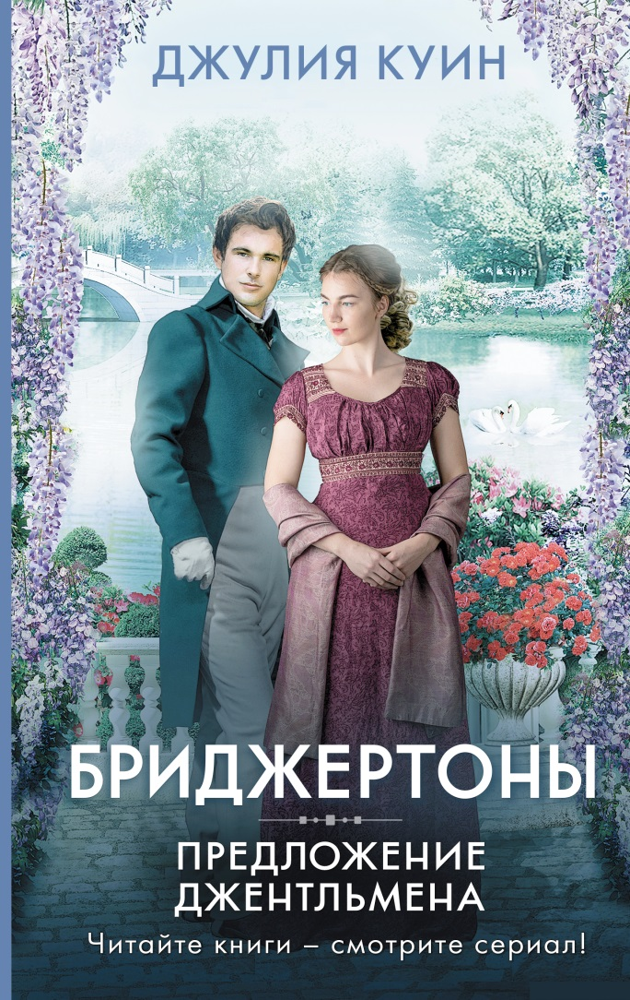 ДЖУЛИЯ КУИН
БРИДЖЕРТОНЫ
ПРЕДЛОЖЕНИЕ
ДЖЕНТЛЬМЕНА
Читайте книги – смотрите сериал!